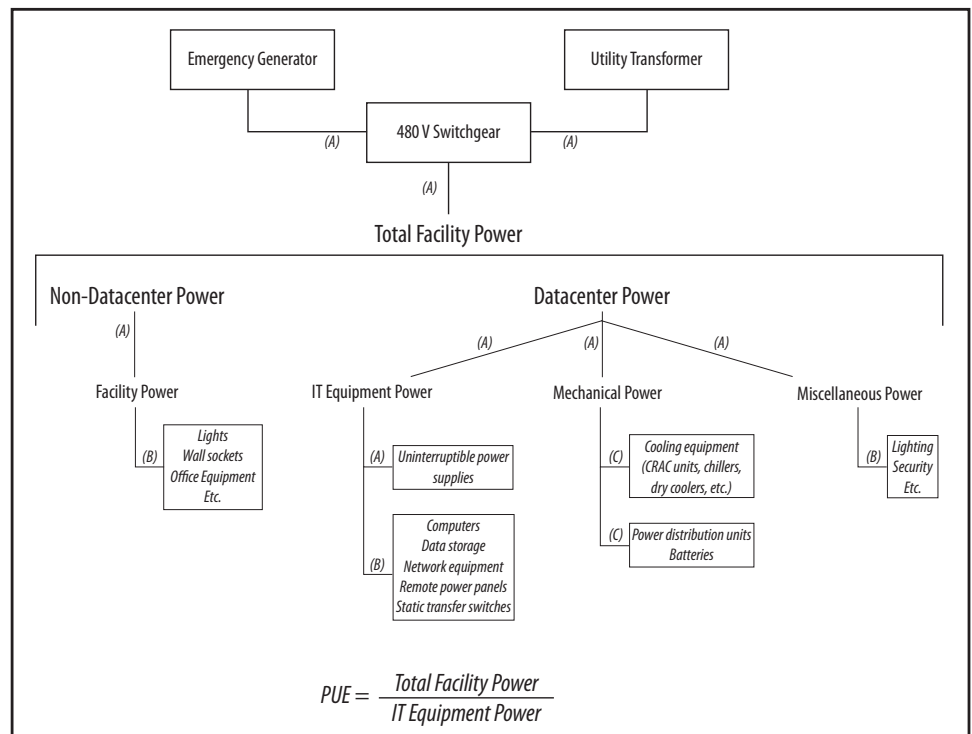 Emergency Generator
Utility Transformer
480 V Switchgear
(A)
(A)
(A)
Total Facility Power
Non-Datacenter Power
Datacenter Power
(A)
(A)
(A)
(A)
Facility Power
IT Equipment Power
Mechanical Power
Miscellaneous Power
(B)
Lights
Wall sockets
Office Equipment
Etc.
(A)
Uninterruptible power
supplies
(B)
Computers
Data storage
Network equipment
Remote power panels
Static transfer switches
(C)
Cooling equipment
(CRAC units, chillers,
dry coolers, etc.)
(C)
Power distribution units
Batteries
(B)
Lighting
Security
Etc.
PUE = Total Facility Power
IT Equipment Power